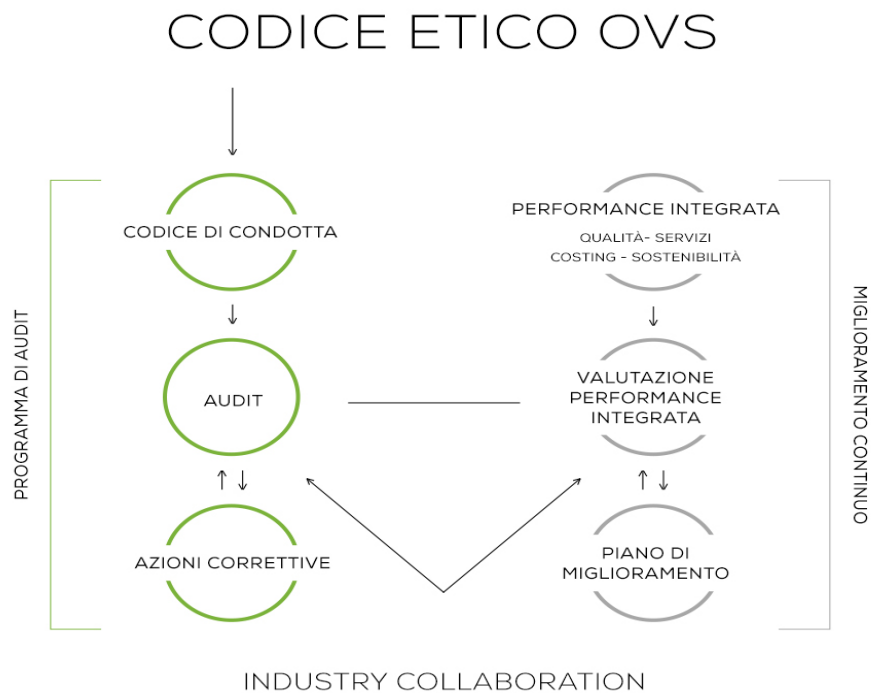 CODICE ETICO OVS
PROGRAMMA DI AUDIT
CODICE DI CONDOTTA
AUDIT
AZIONI CORRETTIVE
PERFORMANCE INTEGRATA
QUALITÀ- SERVIZI
COSTING - SOSTENIBILITÀ
VALUTAZIONE
PERFORMANCE
INTEGRATA
PIANO DI
MIGLIORAMENTO
MIGLIORAMENTO CONTINUO
INDUSTRY COLLABORATION